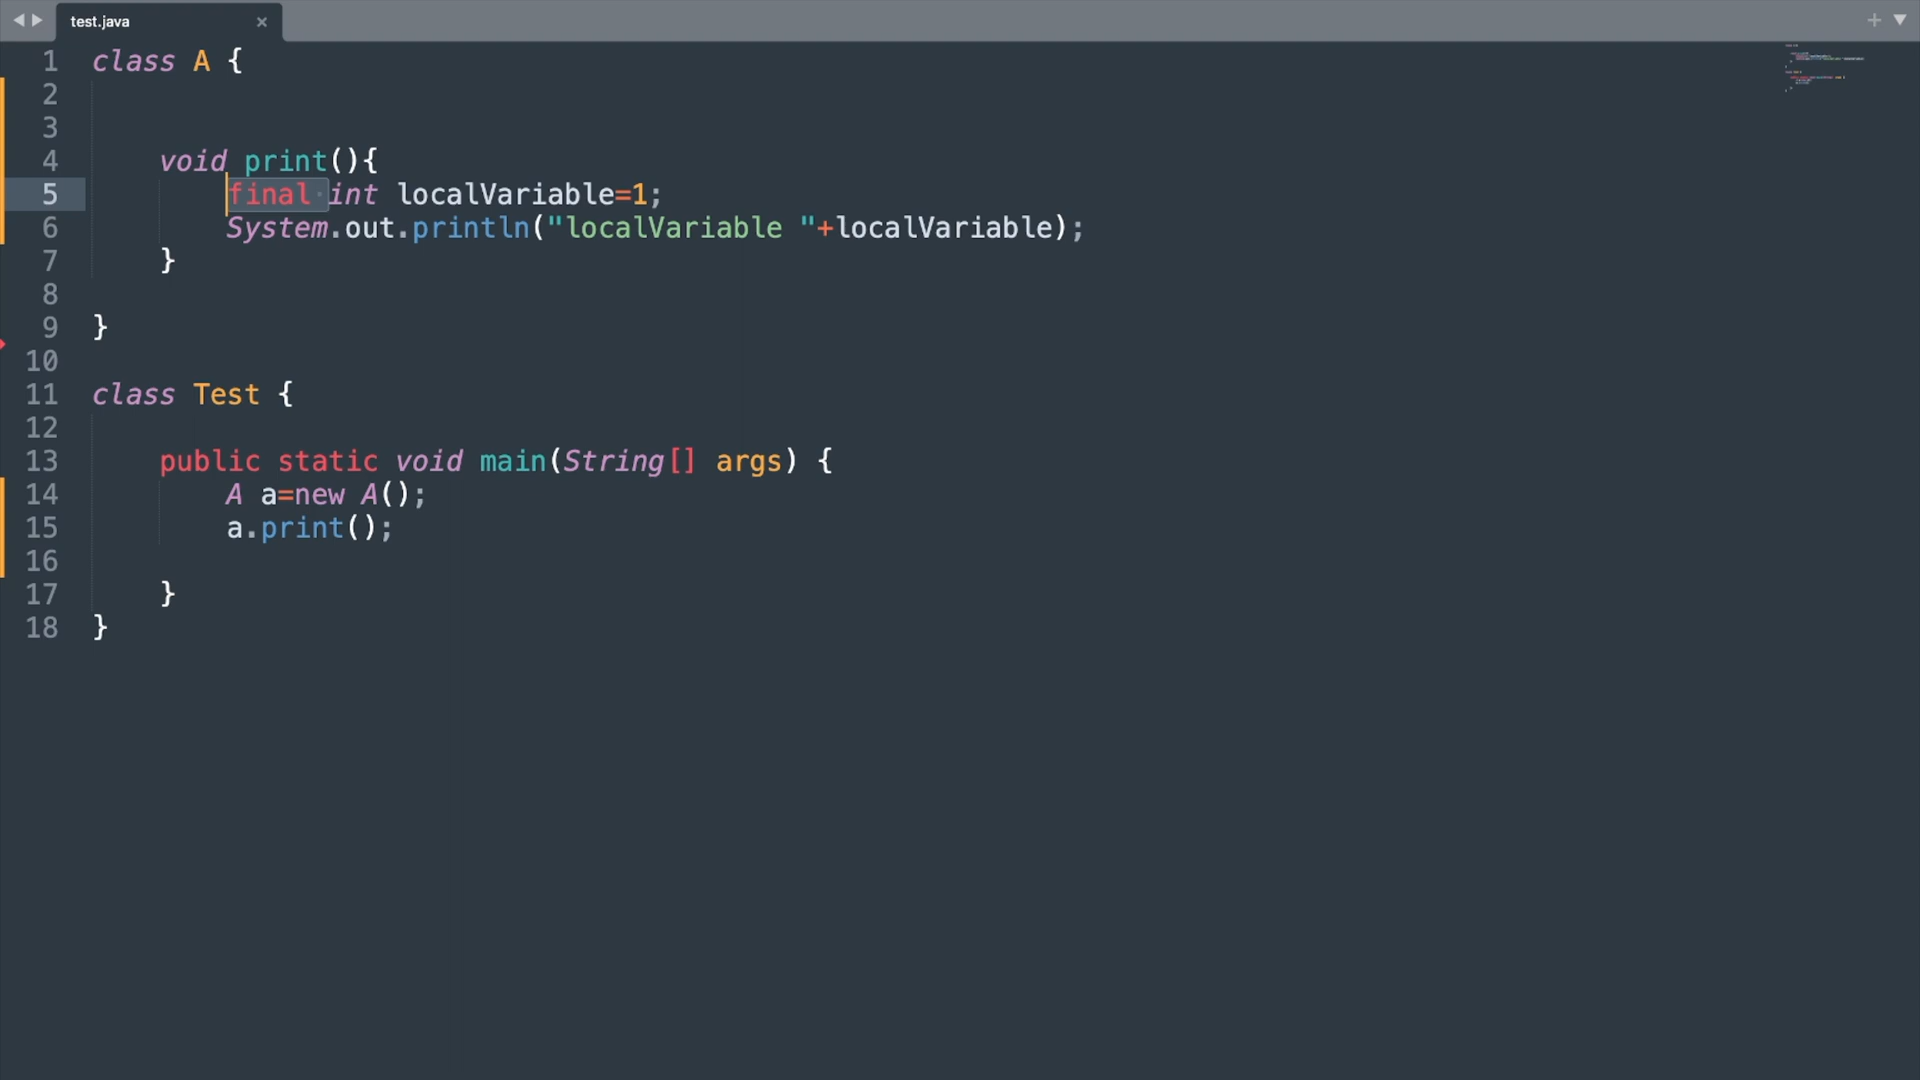 test.java
1 class A {
2
3
4 void print(){
5 final int localVariable=1;
6 System.out.println("localVariable "+localVariable);
7 }
8
9 }
10
11 class Test {
12
13 public static void main(String[] args) {
14 A a=new A();
15 a.print();
16
17 }
18 }